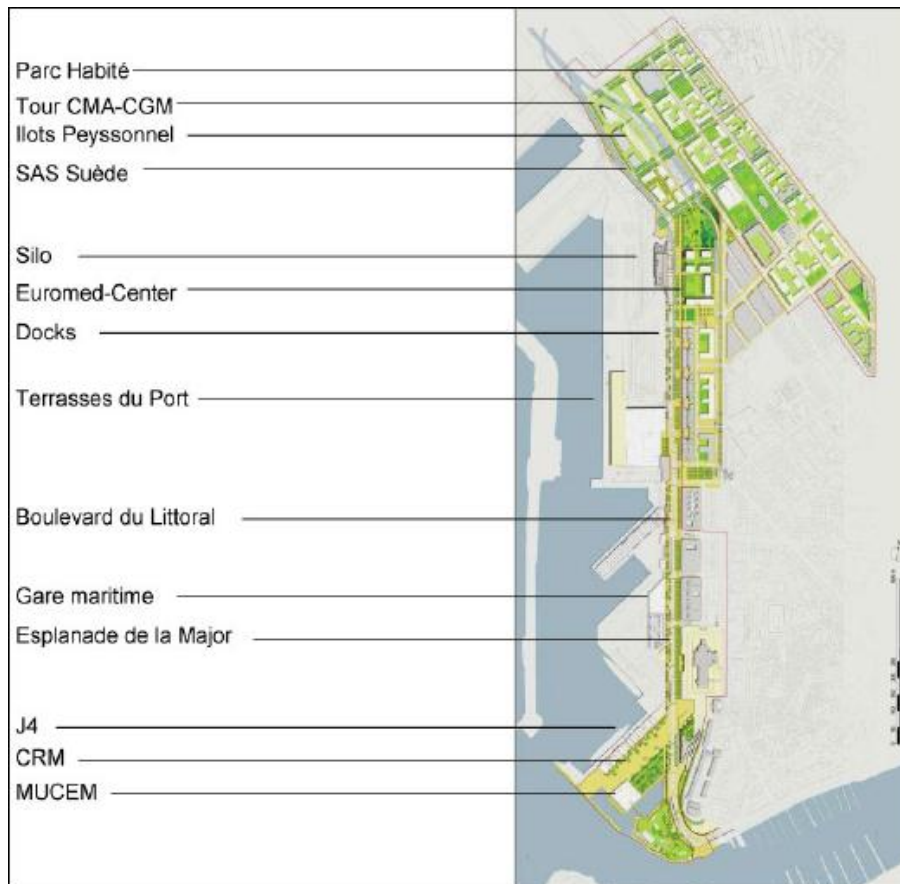 Parc Habité
Tour CMA-CGM
Ilots Peyssonnel
SAS Suède
Silo
Euromed-Center
Docks
Terrasses du Port
Boulevard du Littoral
Gare maritime
Esplanade de la Major
J4
CRM
MUCEM